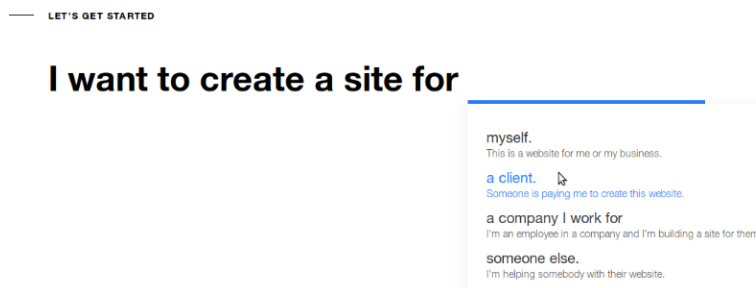 LET'S GET STARTED
I want to create a site for
myself.
This is a website for me or my business.
a client.
Someone is paying me to create this website.
a company I work for
I'm an employee in a company and I'm building a site for them
someone else.
I'm helping somebody with their website.